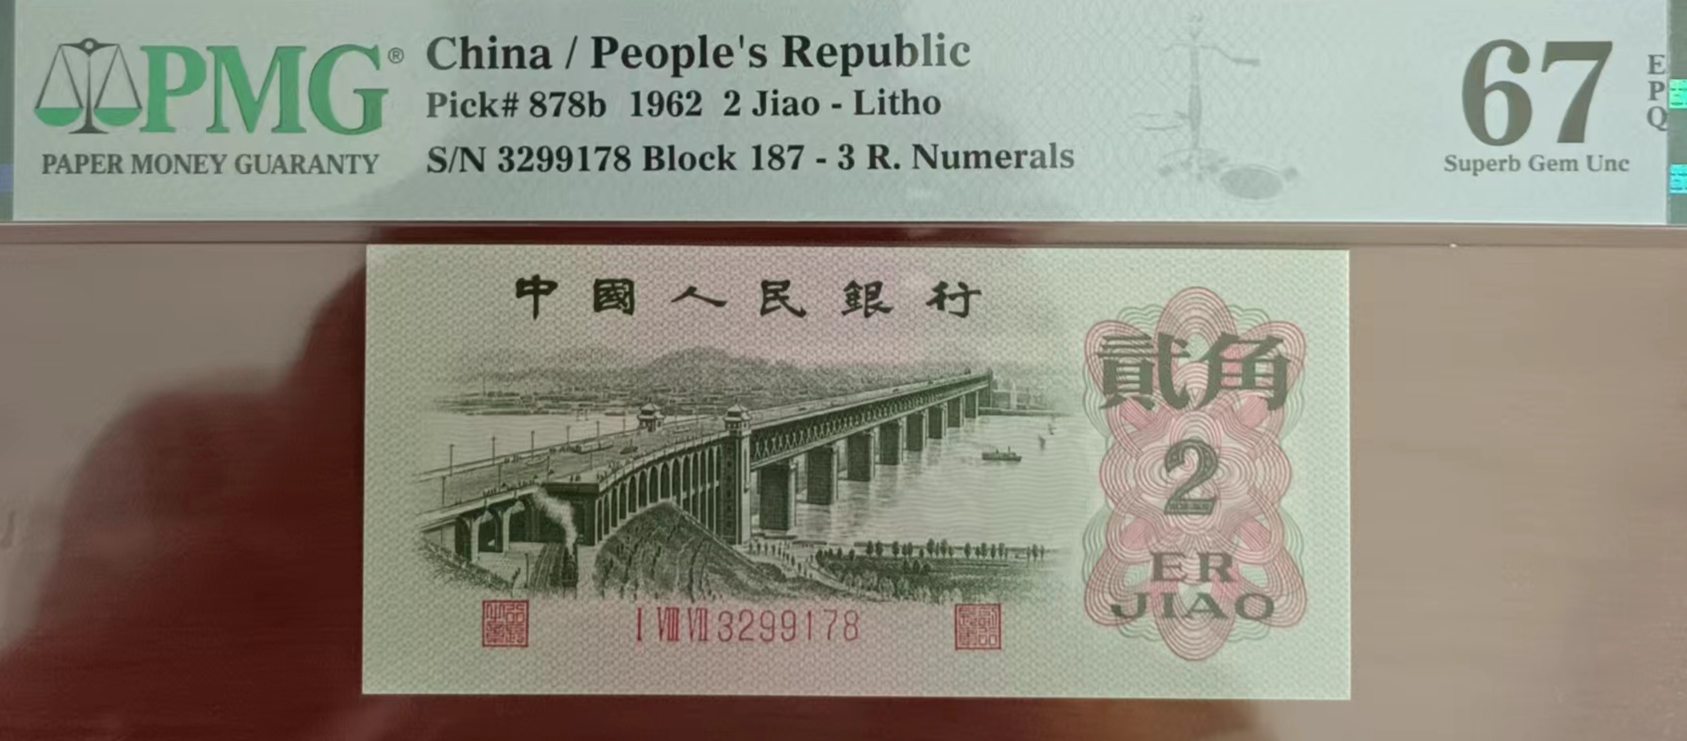 PMG®
PAPER MONEY GUARANTY
China / People's Republic
Pick# 878b 1962 2 Jiao - Litho
S/N 3299178 Block 187 - 3 R. Numerals
67
EPQ
Superb Gem Unc
中國人民銀行
貳角
2
ER
JIAO
I VIII VII 3299178